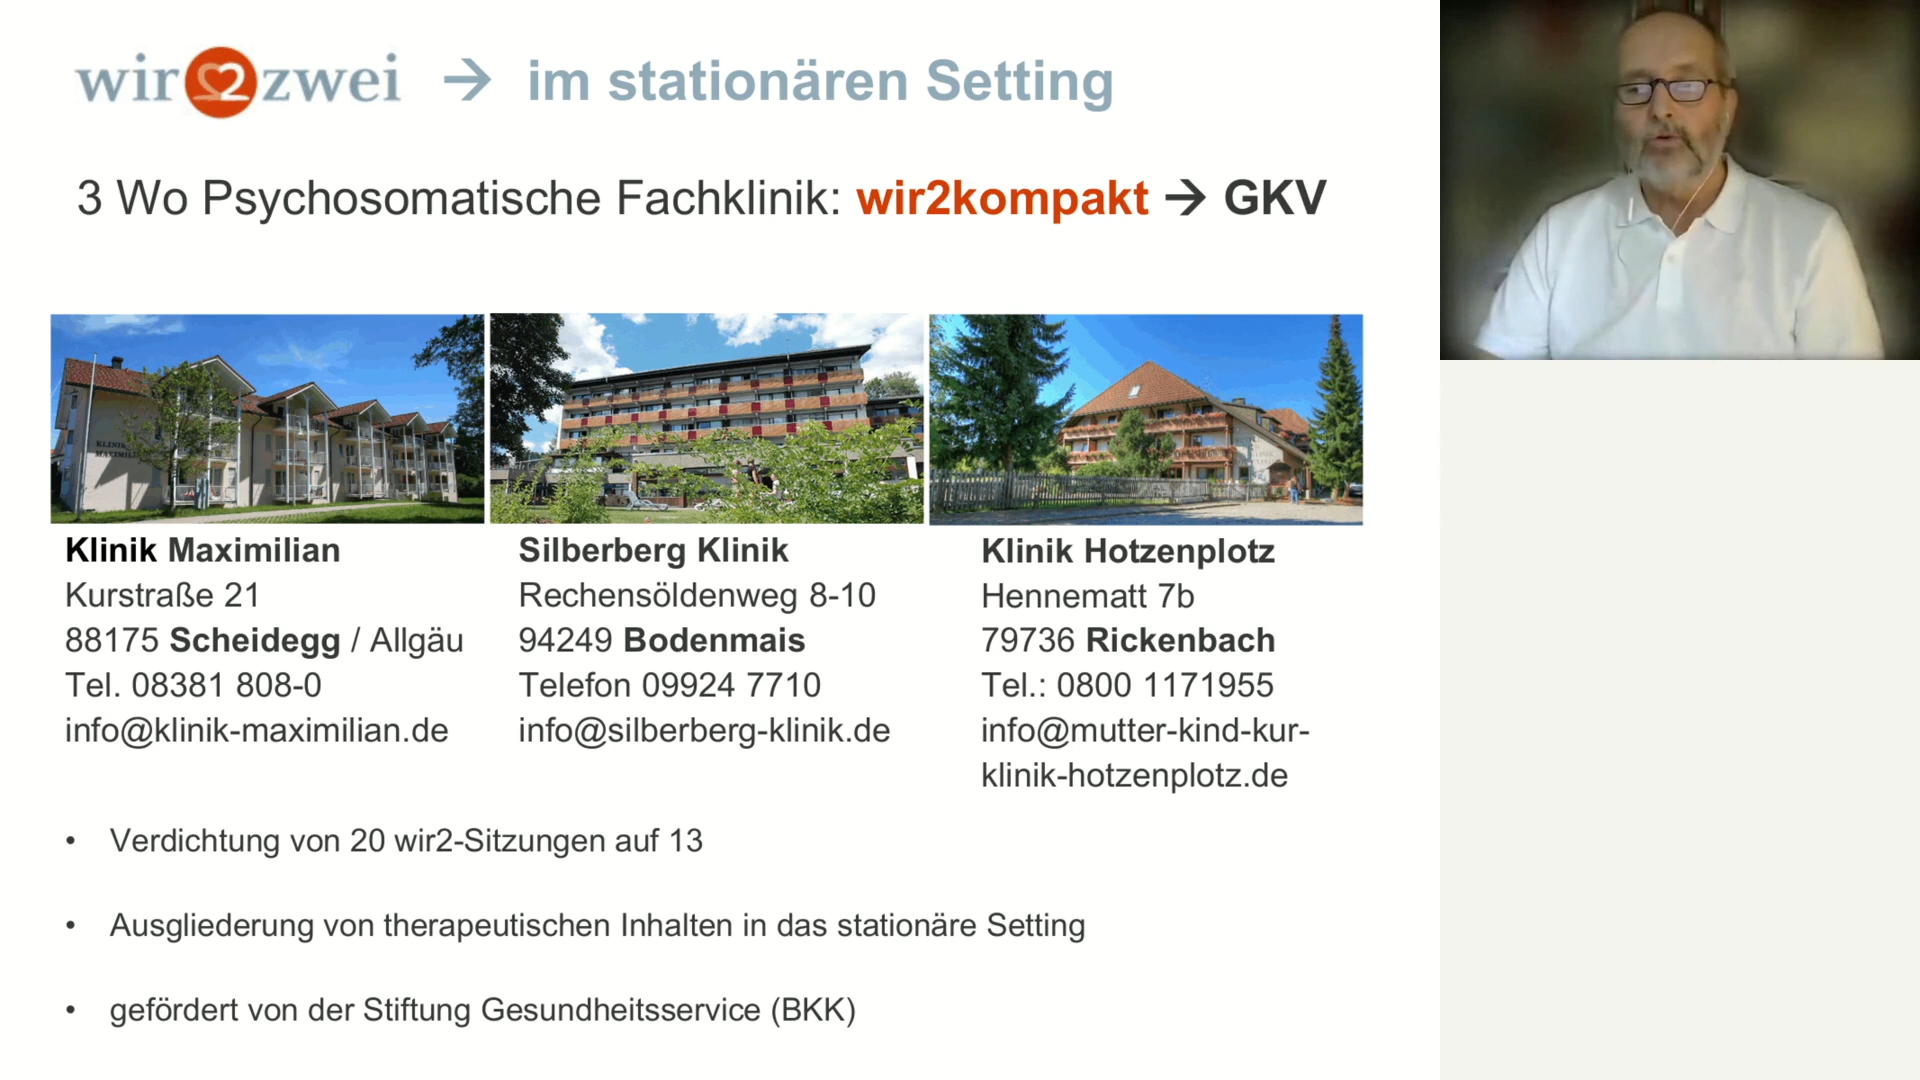 wir2zwei → im stationären Setting
3 Wo Psychosomatische Fachklinik: wir2kompakt → GKV
KLINIK
Klinik Maximilian
Kurstraße 21
88175 Scheidegg / Allgäu
Tel. 08381 808-0
info@klinik-maximilian.de
Silberberg Klinik
Rechensöldenweg 8-10
94249 Bodenmais
Telefon 09924 7710
info@silberberg-klinik.de
Klinik Hotzenplotz
Hennematt 7b
79736 Rickenbach
Tel.: 0800 1171955
info@mutter-kind-kur-
klinik-hotzenplotz.de
• Verdichtung von 20 wir2-Sitzungen auf 13
• Ausgliederung von therapeutischen Inhalten in das stationäre Setting
• gefördert von der Stiftung Gesundheitsservice (BKK)